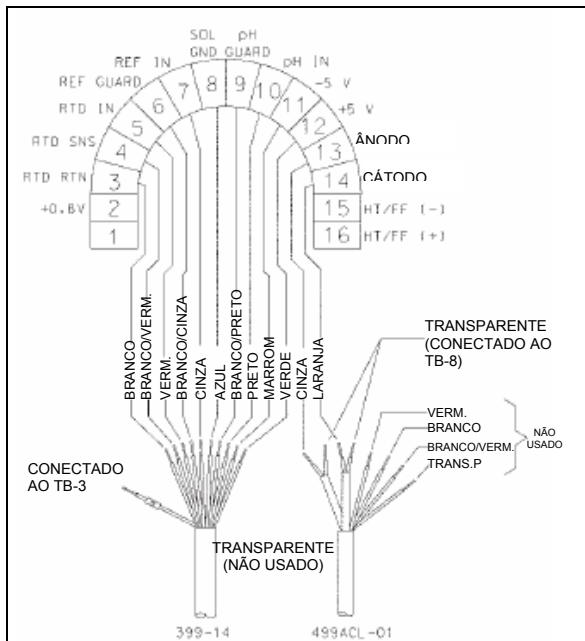 SOL pH
GND GUARD
REF IN
pH IN
REF GUARD
-5 V
RTD IN
+5 V
RTD SNS
ÂNODO
RTD RTN
CÁTODO
+0.8V
HT/FF (-)
HT/FF (+)
1
2
3
4
5
6
7
8
9
10
11
12
13
14
15
16
BRANCO
BRANCO/VERM.
VERM.
BRANCO/CINZA
CINZA
AZUL
BRANCO/PRETO
PRETO
MARROM
VERDE
CINZA
LARANJA
TRANSPARENTE
(CONECTADO AO
TB-8)
VERM.
BRANCO
BRANCO/VERM.
TRANS.P
NÃO
USADO
CONECTADO
AO TB-3
TRANSPARENTE
(NÃO USADO)
399-14
499ACL-01